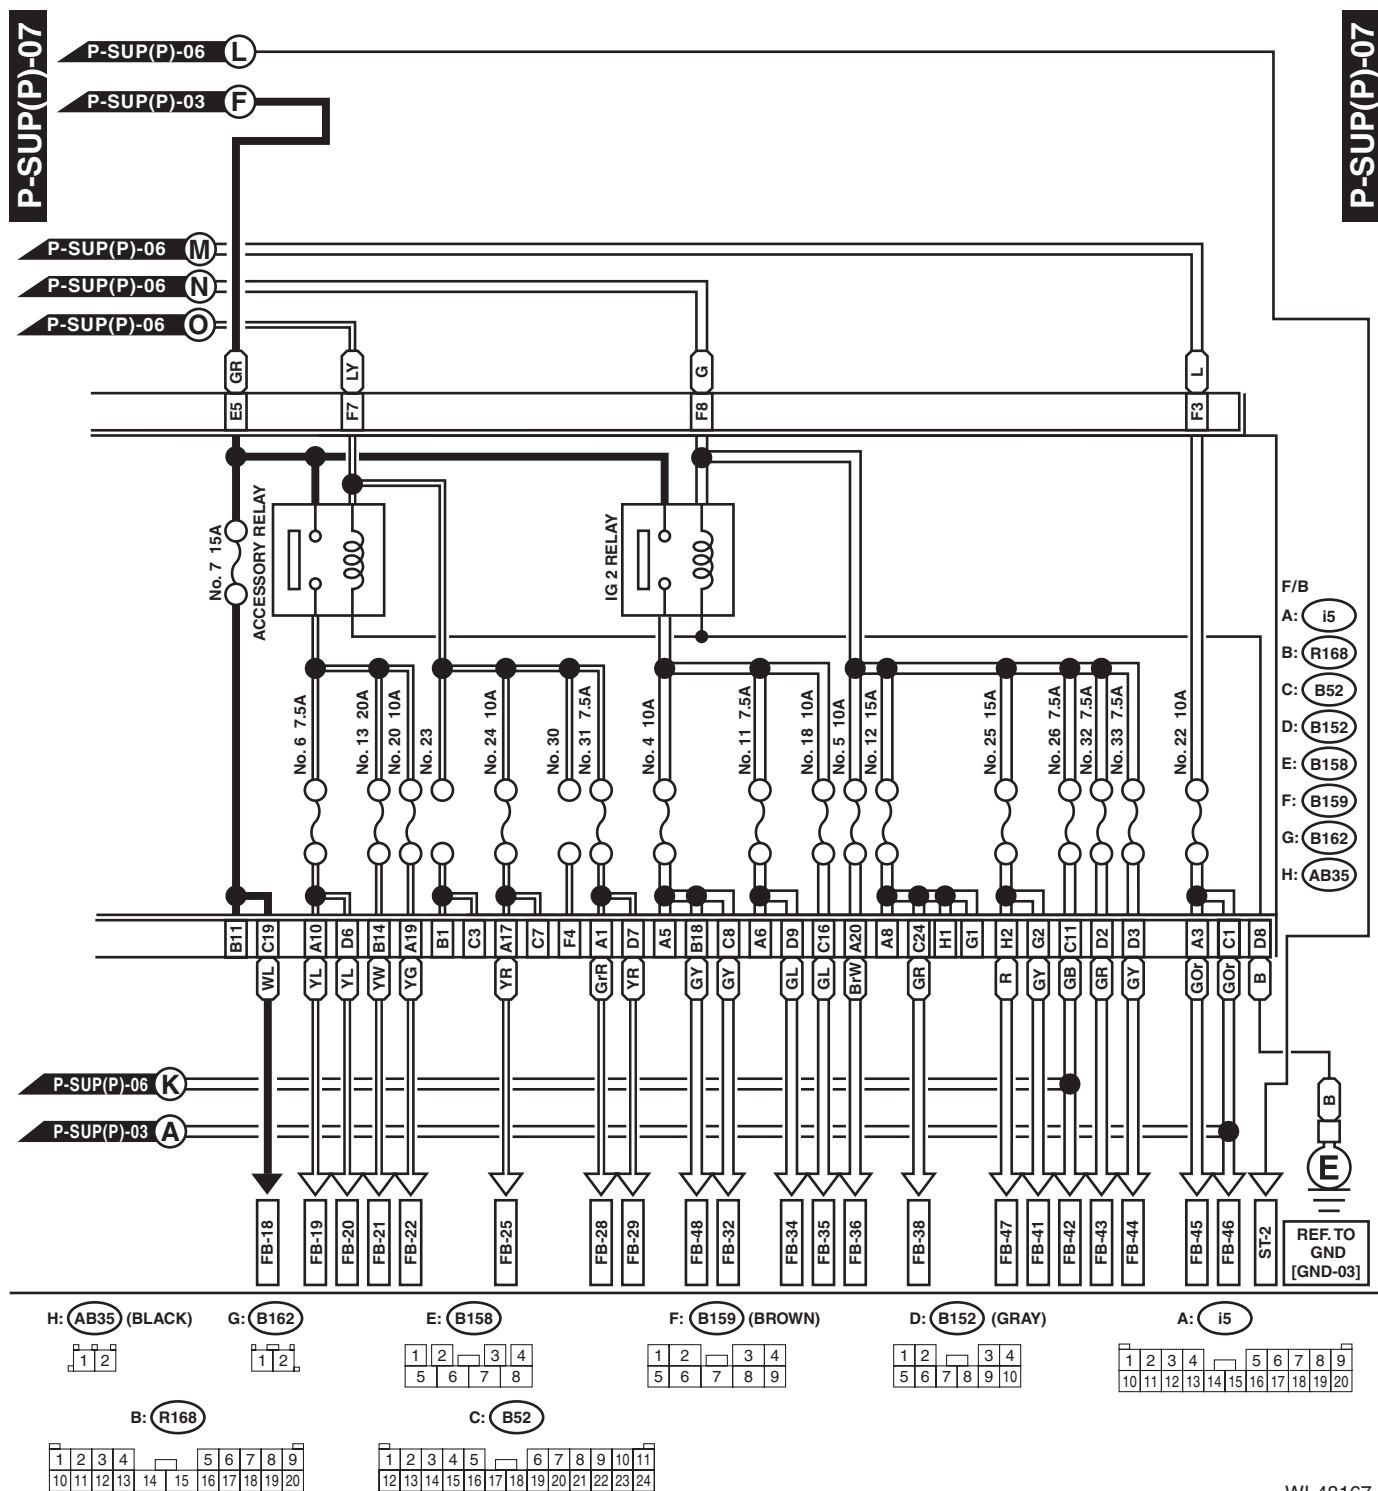 P-SUP(P)-07
P-SUP(P)-07
P-SUP(P)-06 L
P-SUP(P)-03 F
P-SUP(P)-06 M
P-SUP(P)-06 N
P-SUP(P)-06 O
GR LY G L
E5 F7 F8 F3
No. 7 15A
ACCESSORY RELAY
IG 2 RELAY
F/B
A: i5
B: R168
C: B52
D: B152
E: B158
F: B159
G: B162
H: AB35
No. 6 7.5A
No. 13 20A
No. 20 10A
No. 23
No. 24 10A
No. 30
No. 31 7.5A
No. 4 10A
No. 11 7.5A
No. 18 10A
No. 5 10A
No. 12 15A
No. 25 15A
No. 26 7.5A
No. 32 7.5A
No. 33 7.5A
No. 22 10A
B11 C19 A10 D6 B14 A19 B1 C3 A17 C7 F4 A1 D7 A5 B18 C8 A6 D9 C16 A20 A8 C24 H1 G1 H2 G2 C11 D2 D3 A3 C1 D8
WL YL YL YW YG YR GrR YR GY GY GL GL BrW GR R GY GB GR GY GOr GOr B
P-SUP(P)-06 K
B
P-SUP(P)-03 A
E
FB-18 FB-19 FB-20 FB-21 FB-22 FB-25 FB-28 FB-29 FB-48 FB-32 FB-34 FB-35 FB-36 FB-38 FB-47 FB-41 FB-42 FB-43 FB-44 FB-45 FB-46 ST-2
REF. TO
GND
[GND-03]
H: AB35 (BLACK)
1 2
G: B162
1 2
E: B158
1 2 3 4
5 6 7 8
F: B159 (BROWN)
1 2 3 4
5 6 7 8 9
D: B152 (GRAY)
1 2 3 4
5 6 7 8 9 10
A: i5
1 2 3 4 5 6 7 8 9
10 11 12 13 14 15 16 17 18 19 20
B: R168
1 2 3 4 5 6 7 8 9
10 11 12 13 14 15 16 17 18 19 20
C: B52
1 2 3 4 5 6 7 8 9 10 11
12 13 14 15 16 17 18 19 20 21 22 23 24
WI-48167